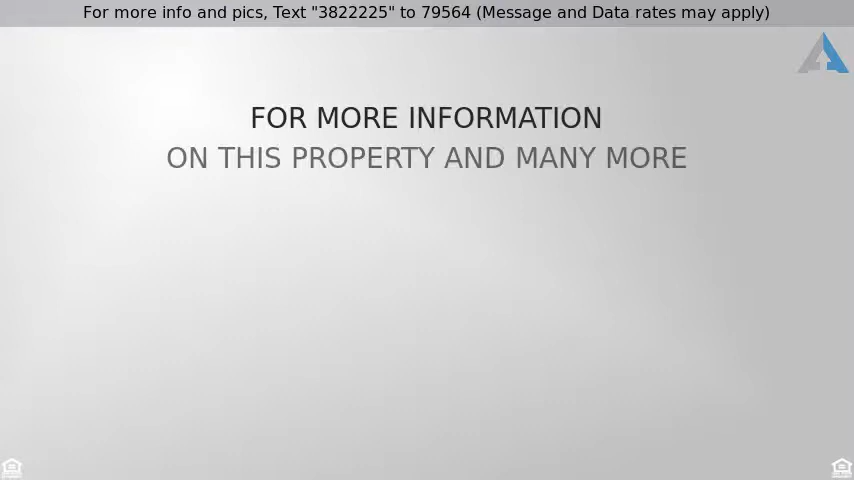 For more info and pics, Text "3822225" to 79564 (Message and Data rates may apply)
FOR MORE INFORMATION
ON THIS PROPERTY AND MANY MORE